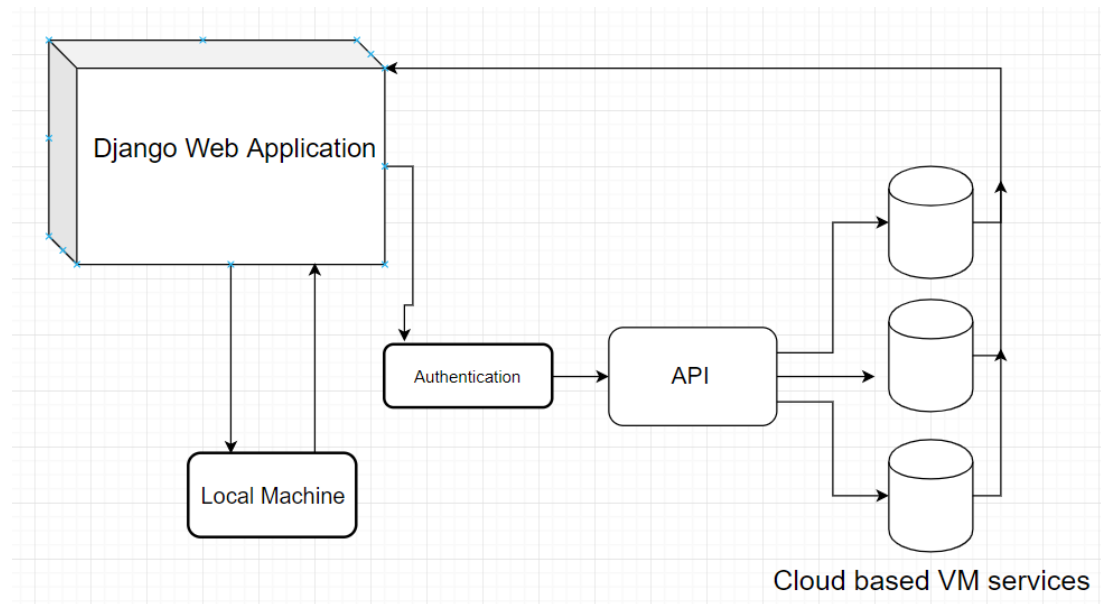 Django Web Application
Authentication
API
Local Machine
Cloud based VM services